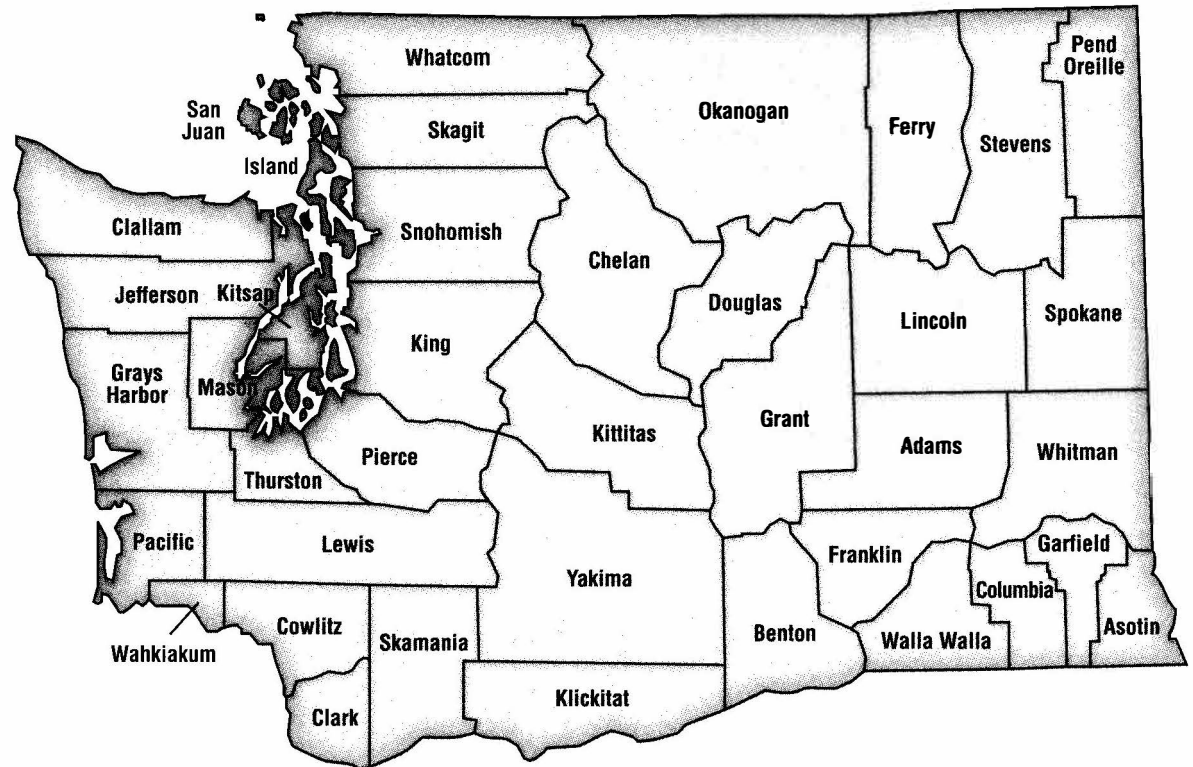 Whatcom
Pend
Oreille
San
Juan
Skagit
Okanogan
Ferry
Stevens
Island
Clallam
Snohomish
Chelan
Jefferson
Kitsap
Douglas
Lincoln
Spokane
King
Grays
Harbor
Mason
Kittitas
Grant
Adams
Whitman
Pierce
Thurston
Pacific
Lewis
Franklin
Garfield
Yakima
Columbia
Cowlitz
Skamania
Benton
Walla Walla
Asotin
Wahkiakum
Klickitat
Clark